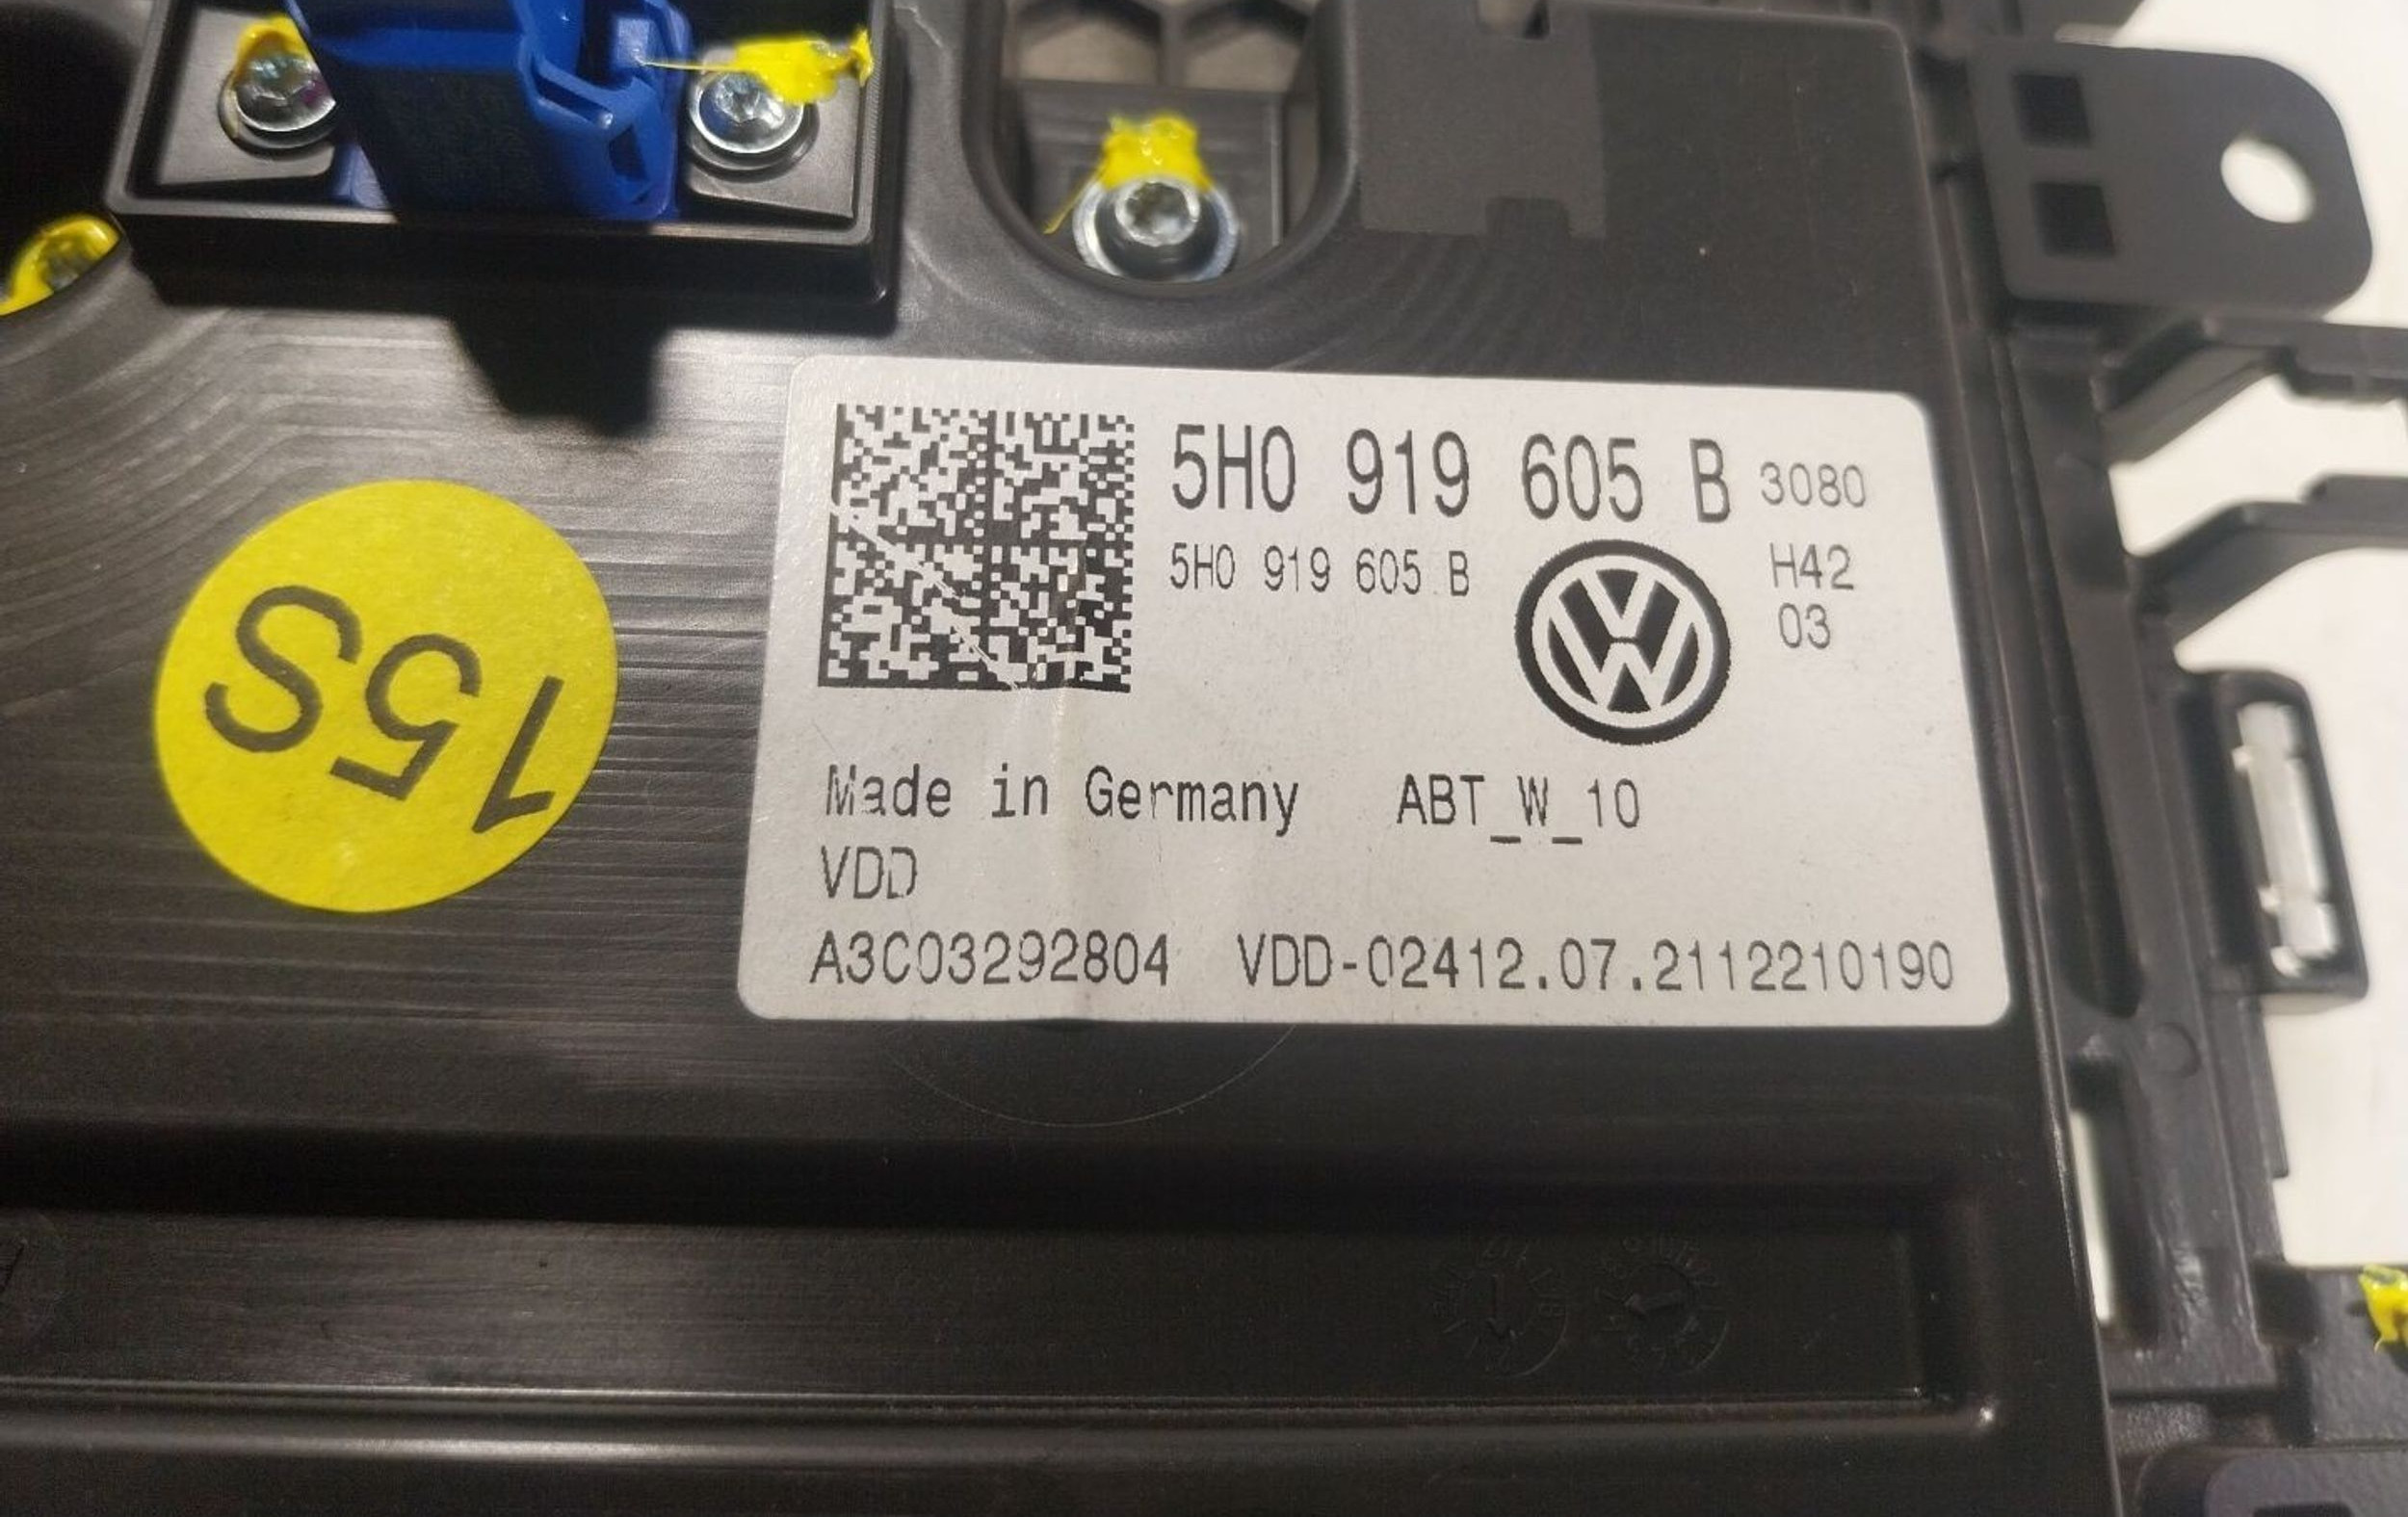 5H0 919 605 B 3080
5H0 919 605 B
H42
03
Made in Germany ABT_W_10
VDD
A3C03292804 VDD-02412.07.2112210190
15S